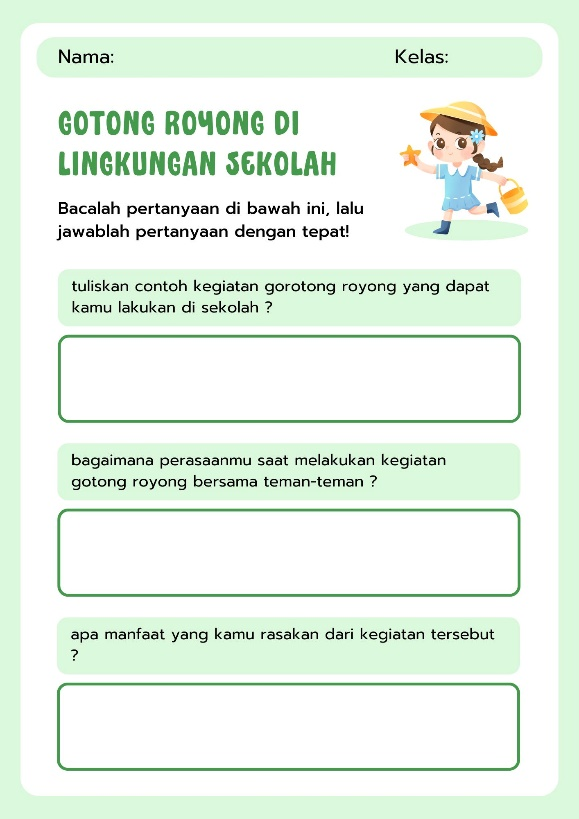 Nama: Kelas:
GOTONG ROYONG DI
LINGKUNGAN SEKOLAH
Bacalah pertanyaan di bawah ini, lalu
jawablah pertanyaan dengan tepat!
tuliskan contoh kegiatan gorotong royong yang dapat
kamu lakukan di sekolah ?
bagaimana perasaanmu saat melakukan kegiatan
gotong royong bersama teman-teman ?
apa manfaat yang kamu rasakan dari kegiatan tersebut
?